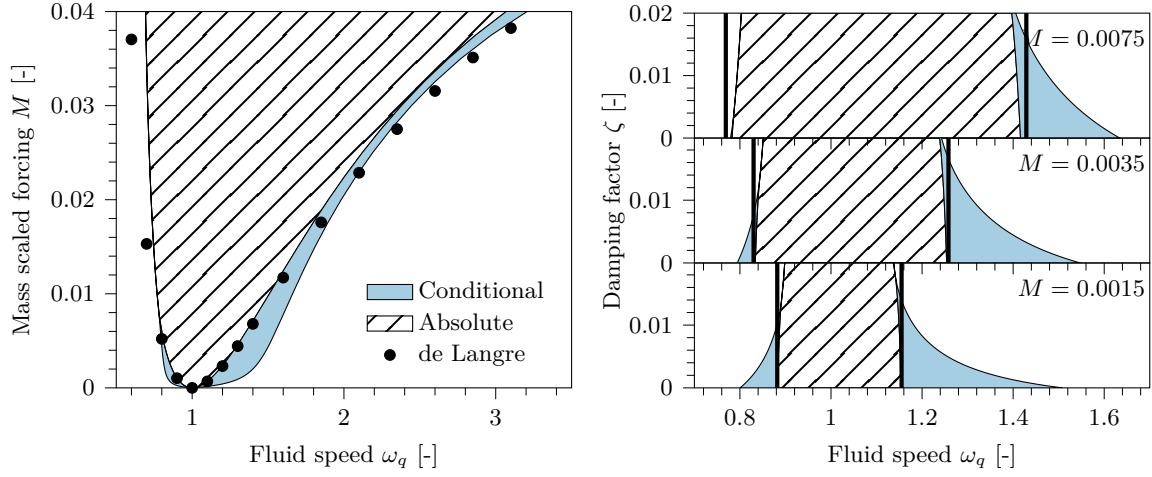 0.04
0.03
0.02
0.01
0
Mass scaled forcing M [-]
1
2
3
Fluid speed ω_q [-]
Conditional
Absolute
de Langre
0.02
0.01
0
M = 0.0075
0.01
0
M = 0.0035
0.01
0
M = 0.0015
Damping factor ζ [-]
0.8
1
1.2
1.4
1.6
Fluid speed ω_q [-]